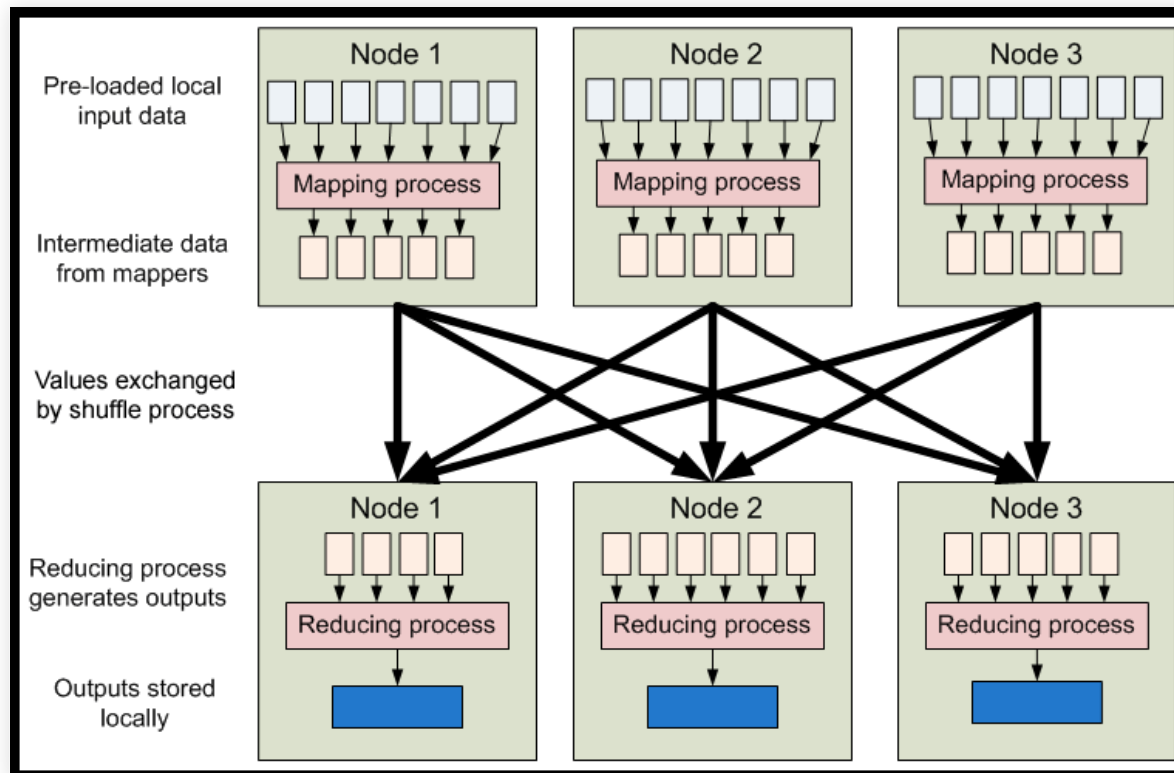 Pre-loaded local
input data
Node 1
Node 2
Node 3
Mapping process
Mapping process
Mapping process
Intermediate data
from mappers
Values exchanged
by shuffle process
Node 1
Node 2
Node 3
Reducing process
generates outputs
Reducing process
Reducing process
Reducing process
Outputs stored
locally